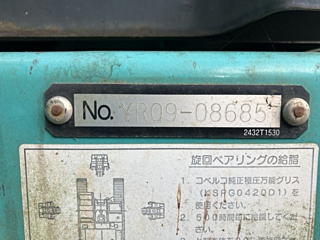 No. YR09-08685
2432T1530
旋回ベアリングの給脂
1. コベルコ純正極圧万能グリス
(KSPG0420D1)を
使用ください。
2. 500時間毎に給脂してくだ
さい。